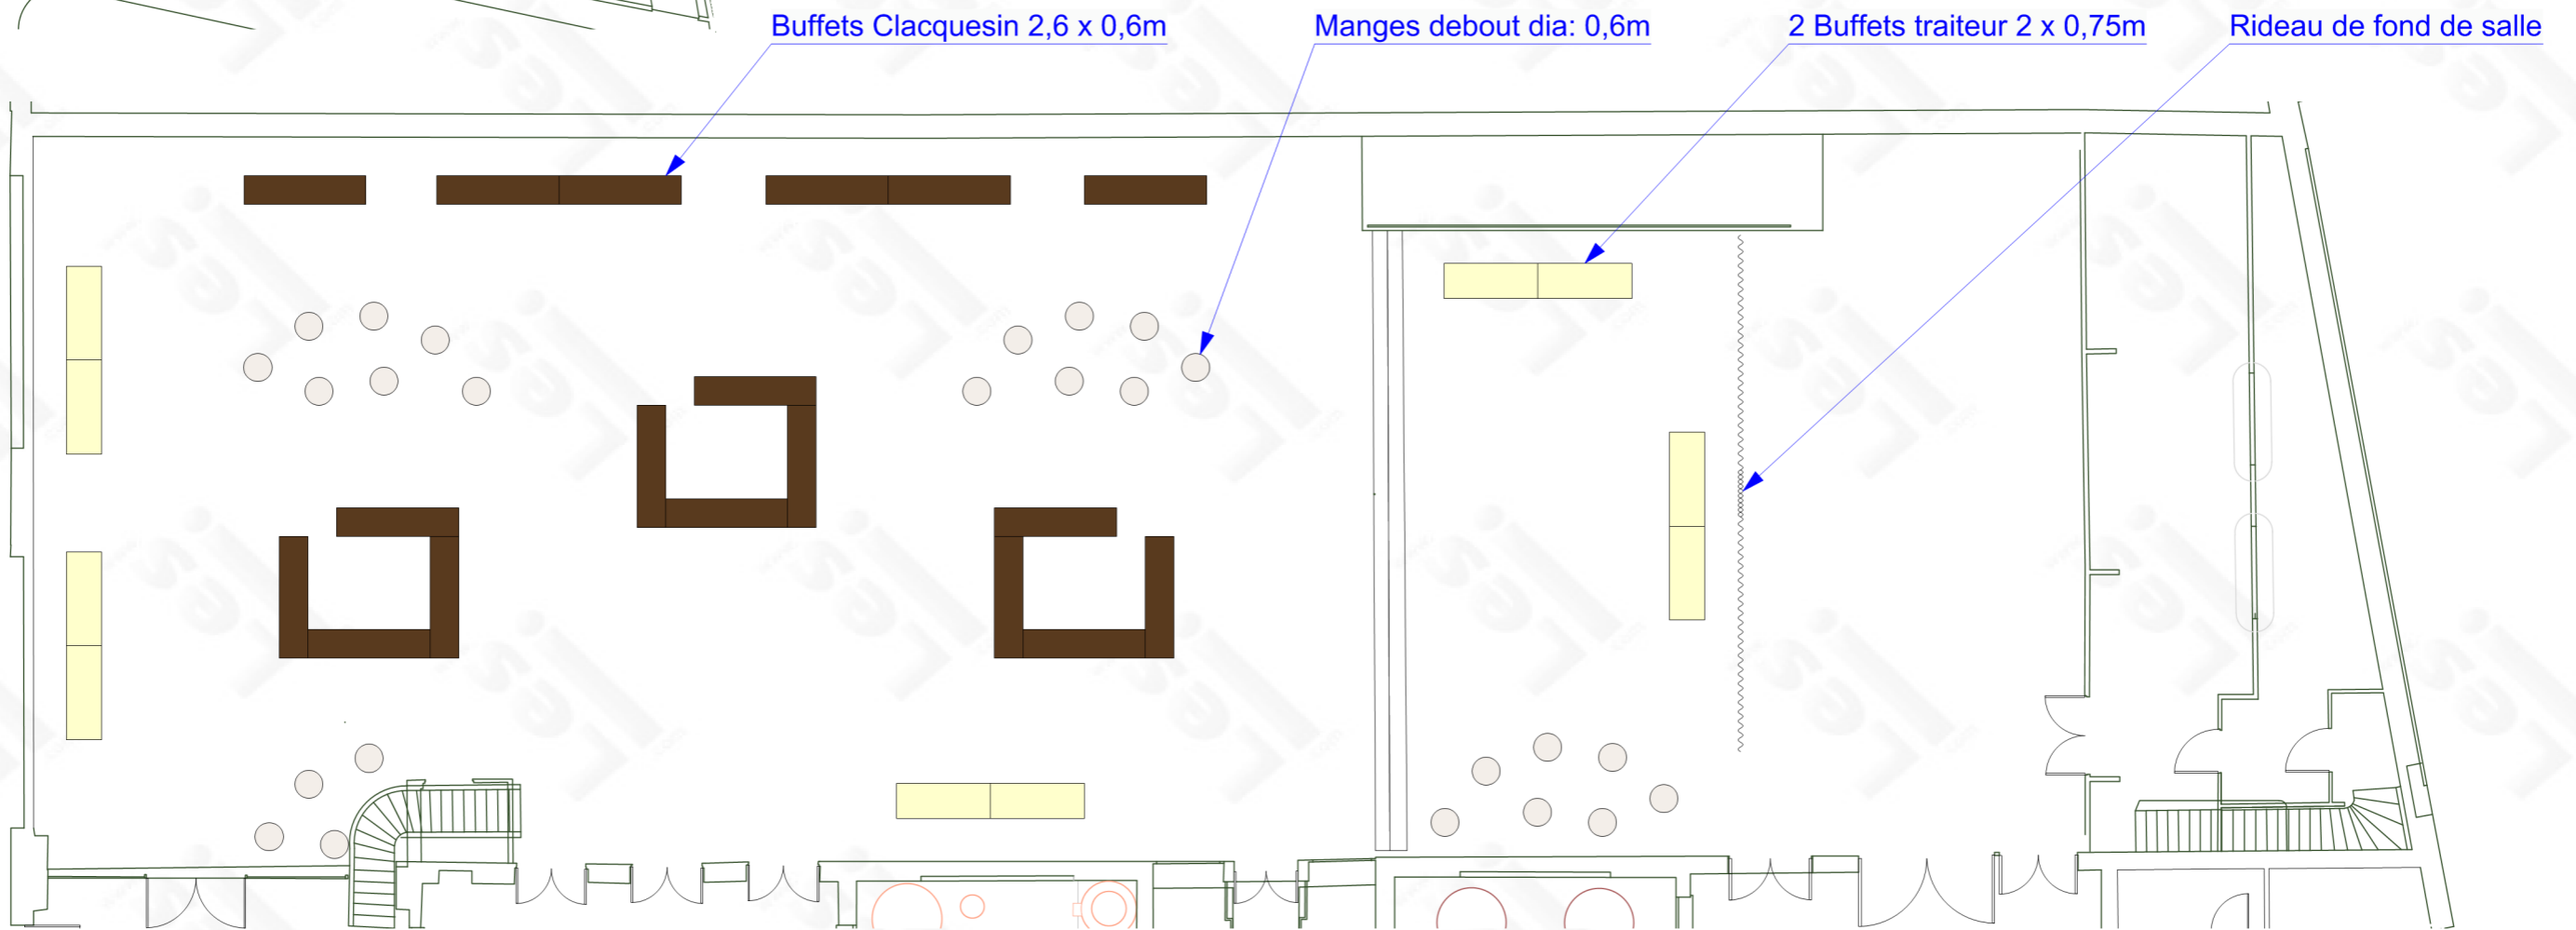 Buffets Clacquesin 2,6 x 0,6m
Manges debout dia: 0,6m
2 Buffets traiteur 2 x 0,75m
Rideau de fond de salle